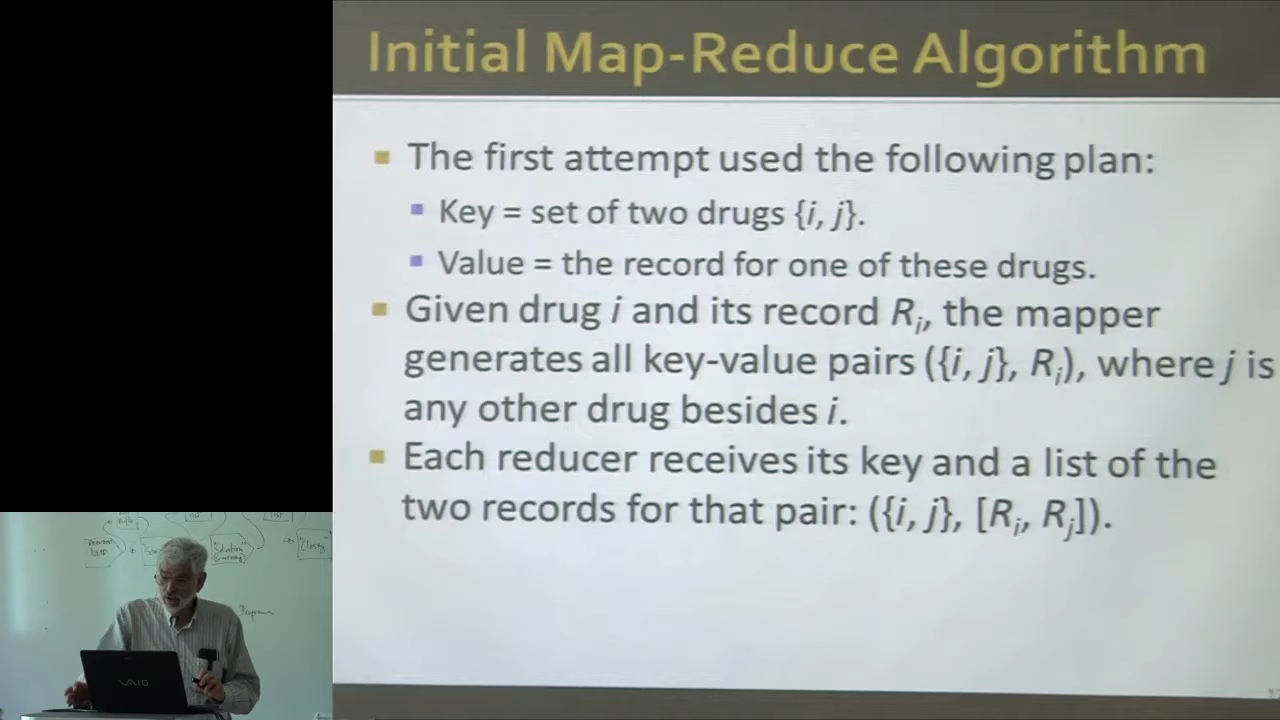 Initial Map-Reduce Algorithm
The first attempt used the following plan:
Key = set of two drugs {i, j}.
Value = the record for one of these drugs.
Given drug i and its record Ri, the mapper
generates all key-value pairs ({i, j}, Ri), where j is
any other drug besides i.
Each reducer receives its key and a list of the
two records for that pair: ({i, j}, [Ri, Rj]).
Solution
"Closing"
Program
VAIO